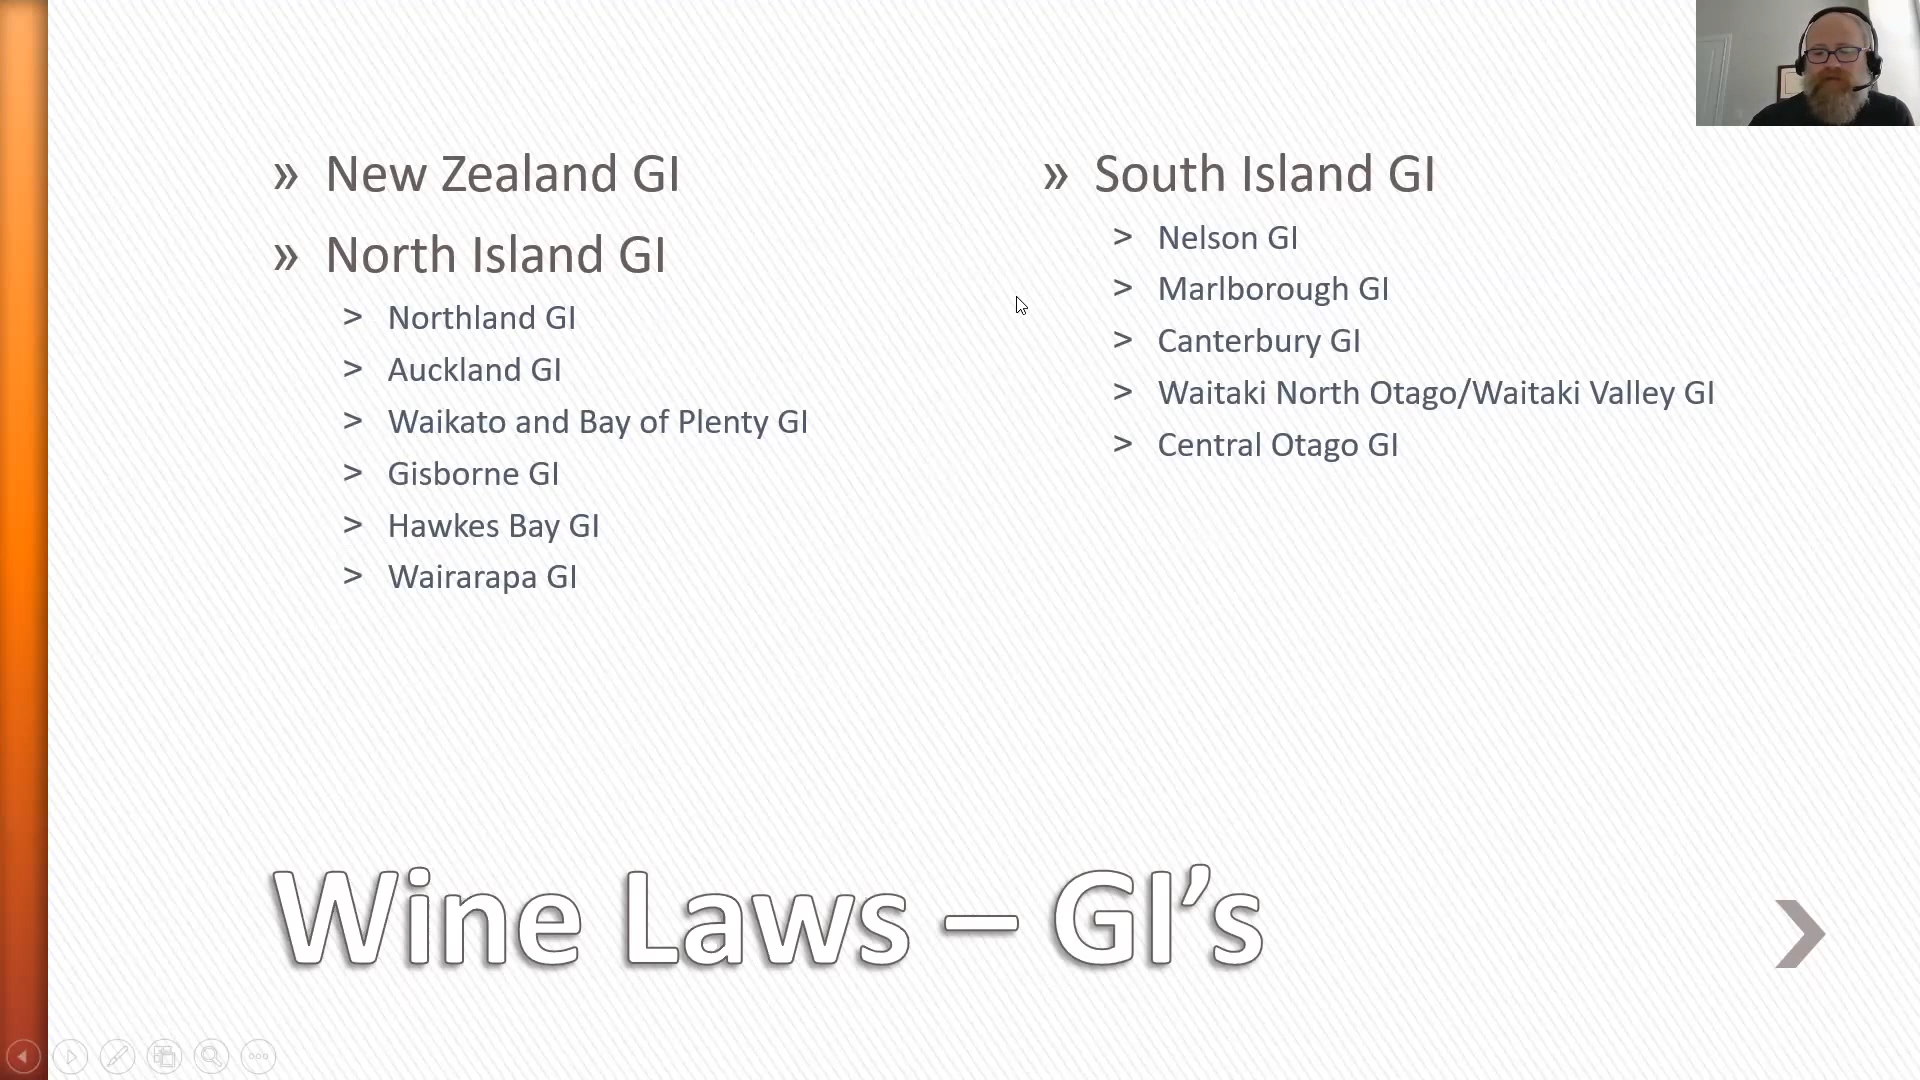 » New Zealand GI
» North Island GI
> Northland GI
> Auckland GI
> Waikato and Bay of Plenty GI
> Gisborne GI
> Hawkes Bay GI
> Wairarapa GI
» South Island GI
> Nelson GI
> Marlborough GI
> Canterbury GI
> Waitaki North Otago/Waitaki Valley GI
> Central Otago GI
Wine Laws – GI’s